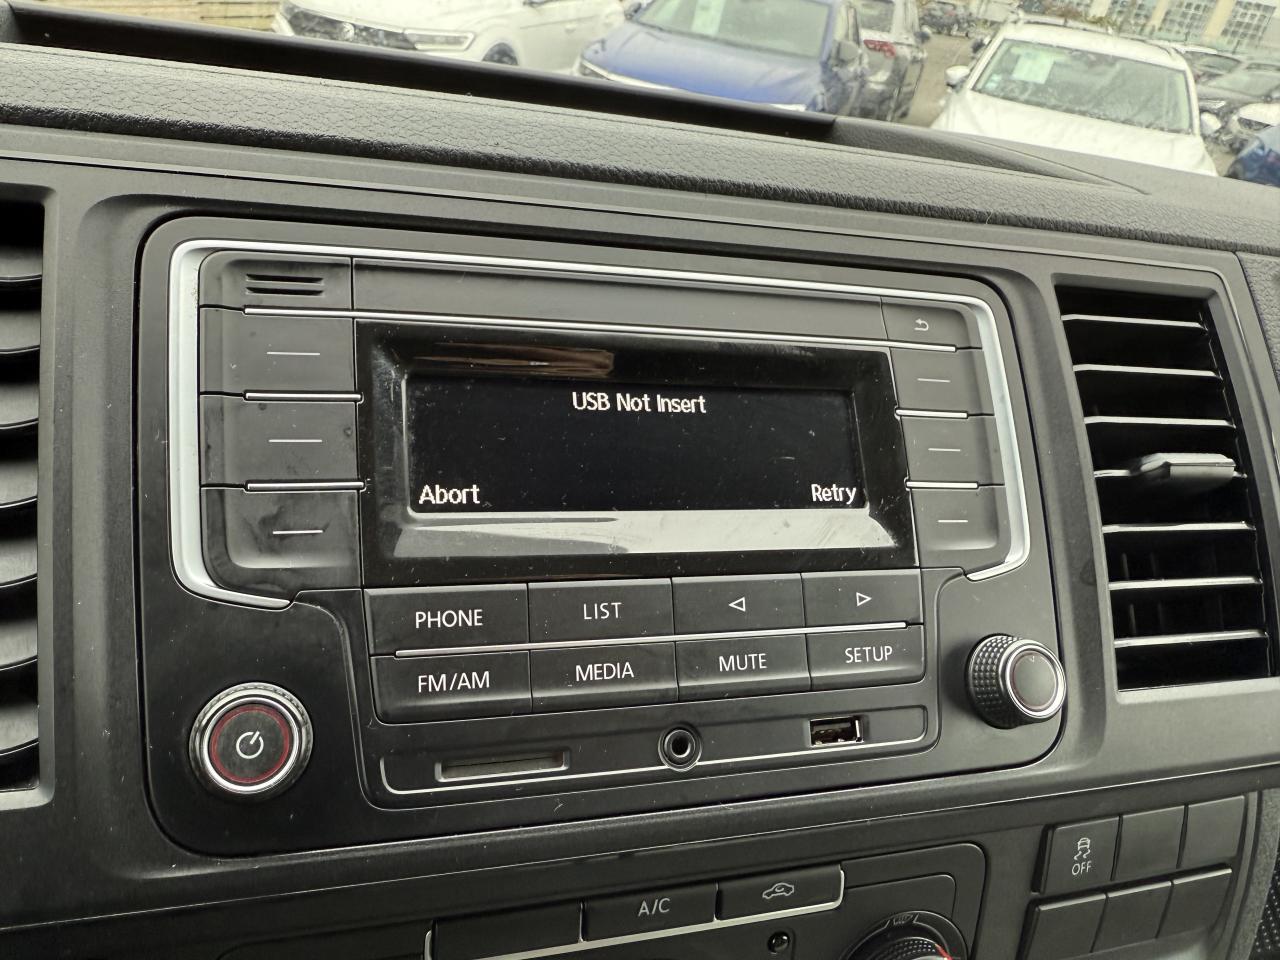 USB Not Insert
Abort
Retry
PHONE
LIST
FM/AM
MEDIA
MUTE
SETUP
OFF
A/C